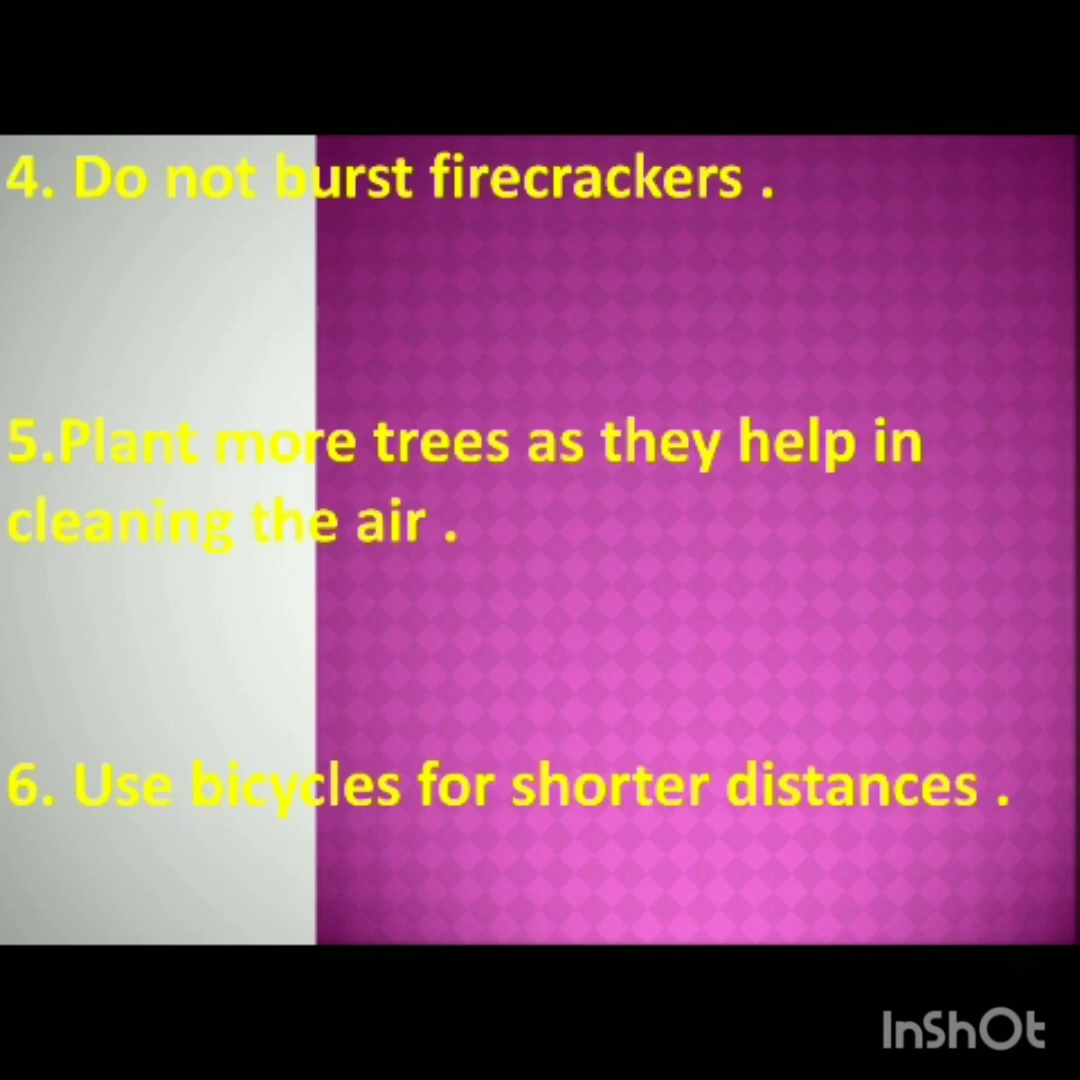 4. Do not burst firecrackers .
5.Plant more trees as they help in
cleaning the air .
6. Use bicycles for shorter distances .
InShOt